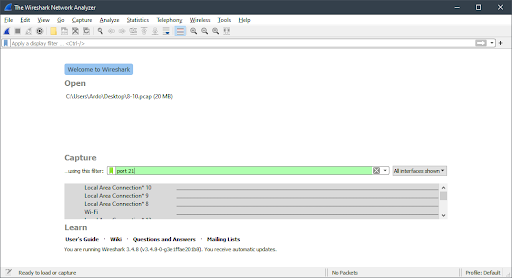 The Wireshark Network Analyzer
File Edit View Go Capture Analyze Statistics Telephony Wireless Tools Help
Apply a display filter ... <Ctrl-/>
Welcome to Wireshark
Open
C:\Users\Ardo\Desktop\8-10.pcap (20 MB)
Capture
...using this filter: port 21 All interfaces shown
Local Area Connection* 10
Local Area Connection* 9
Local Area Connection* 8
Wi-Fi
Learn
User's Guide · Wiki · Questions and Answers · Mailing Lists
You are running Wireshark 3.4.8 (v3.4.8-0-g3e1ffae201b8). You receive automatic updates.
Ready to load or capture No Packets Profile: Default